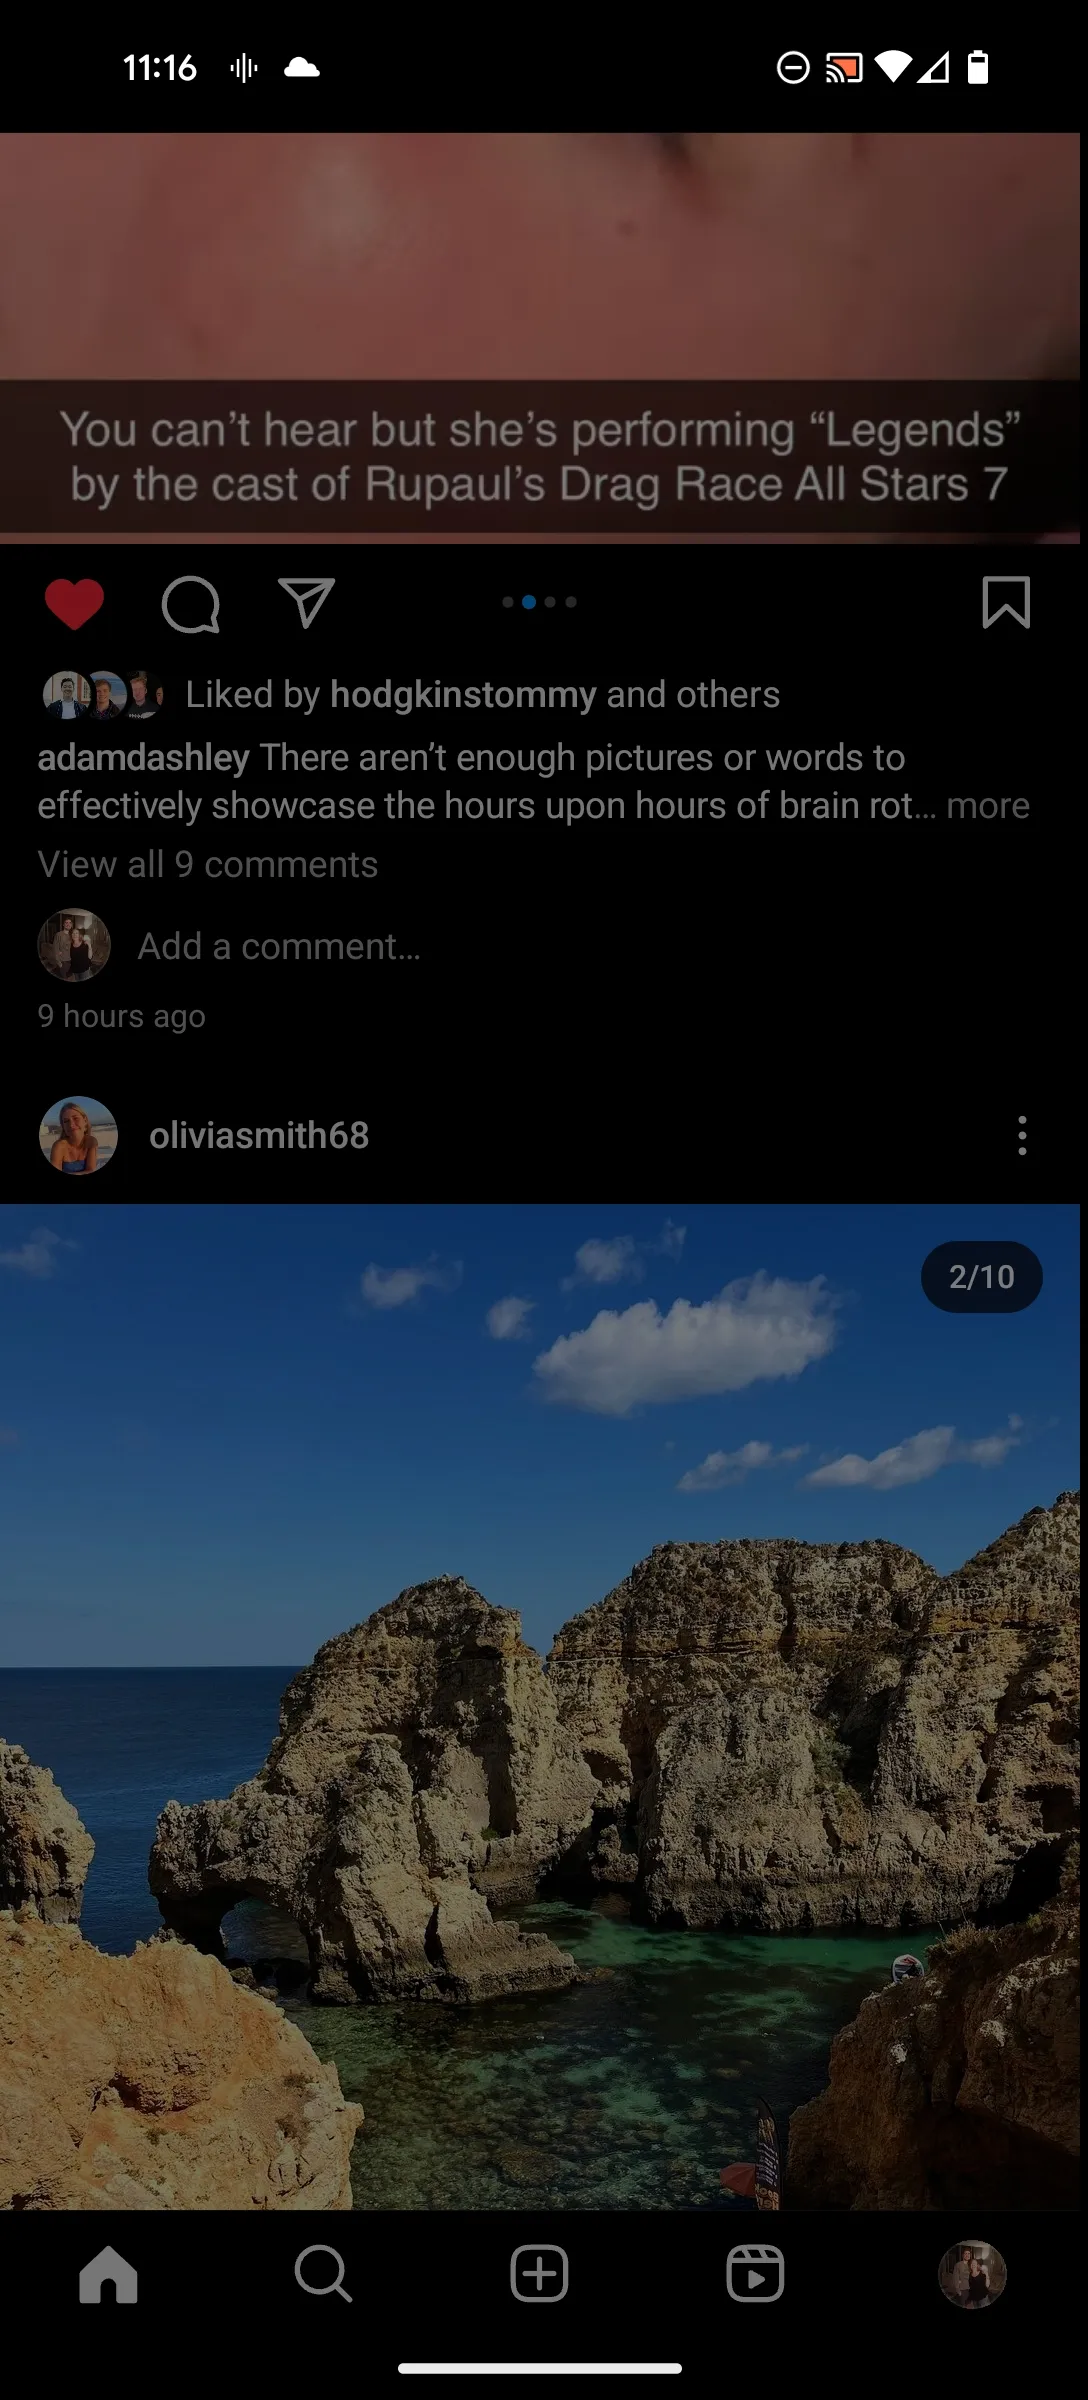 11:16
You can’t hear but she’s performing “Legends”
by the cast of Rupaul’s Drag Race All Stars 7
Liked by hodgkinstommy and others
adamdashley There aren’t enough pictures or words to
effectively showcase the hours upon hours of brain rot… more
View all 9 comments
Add a comment…
9 hours ago
oliviasmith68
2/10